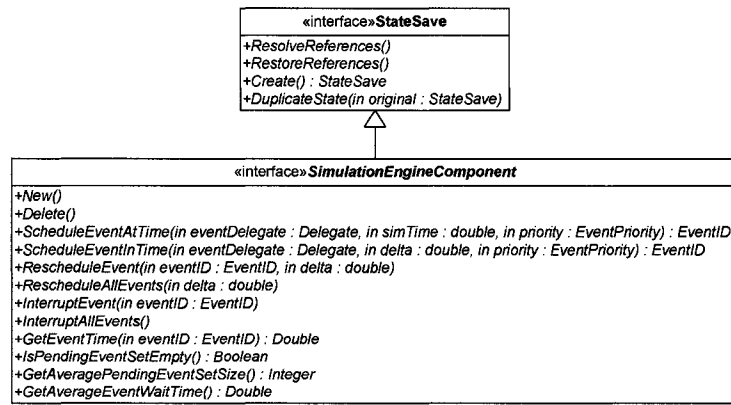 «interface»StateSave
+ResolveReferences()
+RestoreReferences()
+Create() : StateSave
+DuplicateState(in original : StateSave)
«interface»SimulationEngineComponent
+New()
+Delete()
+ScheduleEventAtTime(in eventDelegate : Delegate, in simTime : double, in priority : EventPriority) : EventID
+ScheduleEventInTime(in eventDelegate : Delegate, in delta : double, in priority : EventPriority) : EventID
+RescheduleEvent(in eventID : EventID, in delta : double)
+RescheduleAllEvents(in delta : double)
+InterruptEvent(in eventID : EventID)
+InterruptAllEvents()
+GetEventTime(in eventID : EventID) : Double
+IsPendingEventSetEmpty() : Boolean
+GetAveragePendingEventSetSize() : Integer
+GetAverageEventWaitTime() : Double